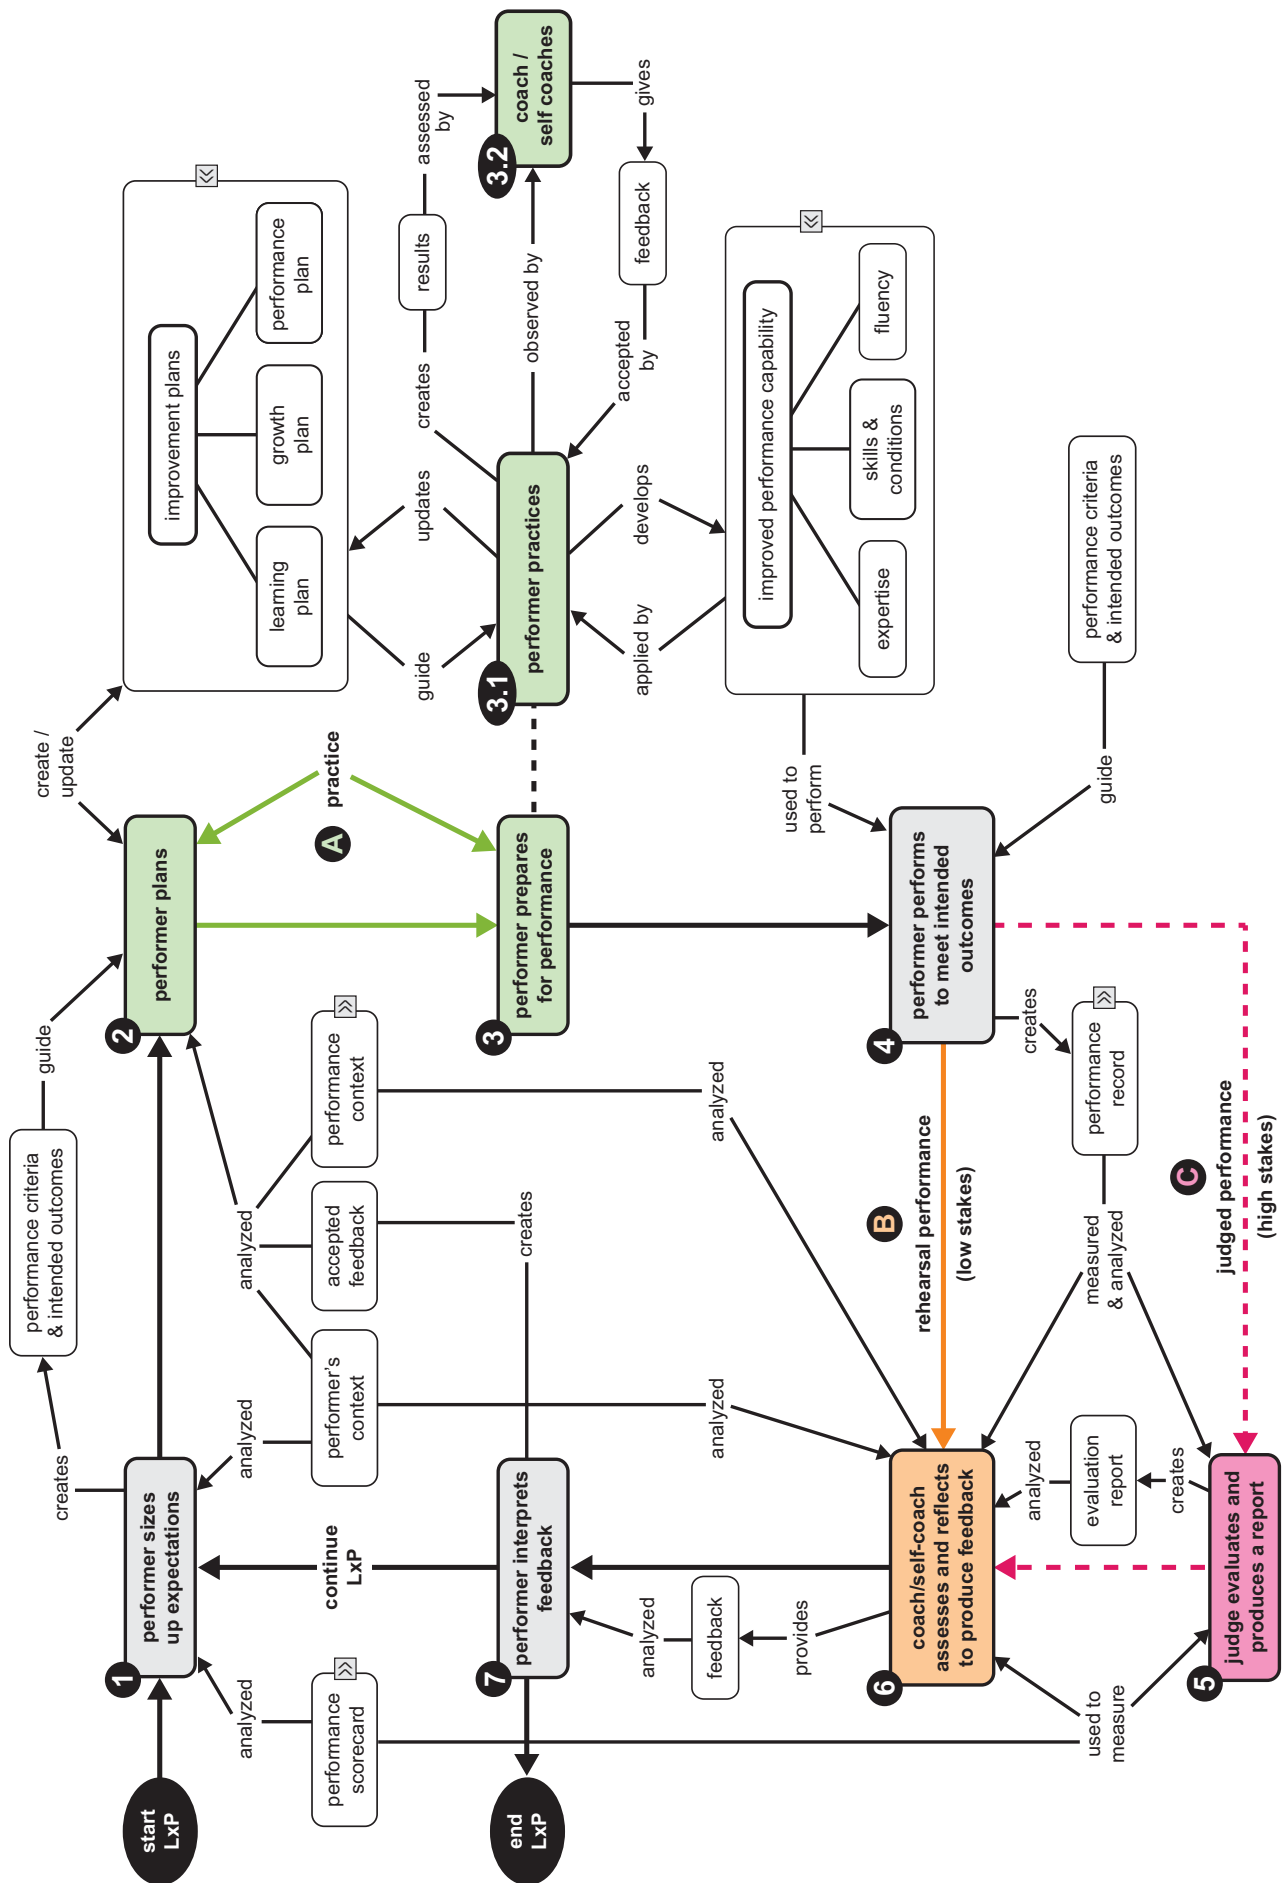 start
LxP
1
performer sizes
up expectations
creates
performance criteria
& intended outcomes
guide
2
performer plans
create /
update
improvement plans
learning
plan
growth
plan
performance
plan
analyzed
performance
scorecard
analyzed
performer's
context
analyzed
accepted
feedback
performance
context
continue
LxP
A
practice
guide
updates
creates
results
assessed
by
end
LxP
7
performer interprets
feedback
creates
3
performer prepares
for performance
3.1
performer practices
observed by
3.2
coach /
self coaches
gives
feedback
accepted
by
applied by
develops
analyzed
feedback
provides
analyzed
analyzed
improved performance capability
expertise
skills &
conditions
fluency
used to
perform
6
coach/self-coach
assesses and reflects
to produce feedback
B
rehearsal performance
(low stakes)
4
performer performs
to meet intended
outcomes
guide
performance criteria
& intended outcomes
creates
performance
record
measured
& analyzed
used to
measure
analyzed
evaluation
report
creates
5
judge evaluates and
produces a report
C
judged performance
(high stakes)